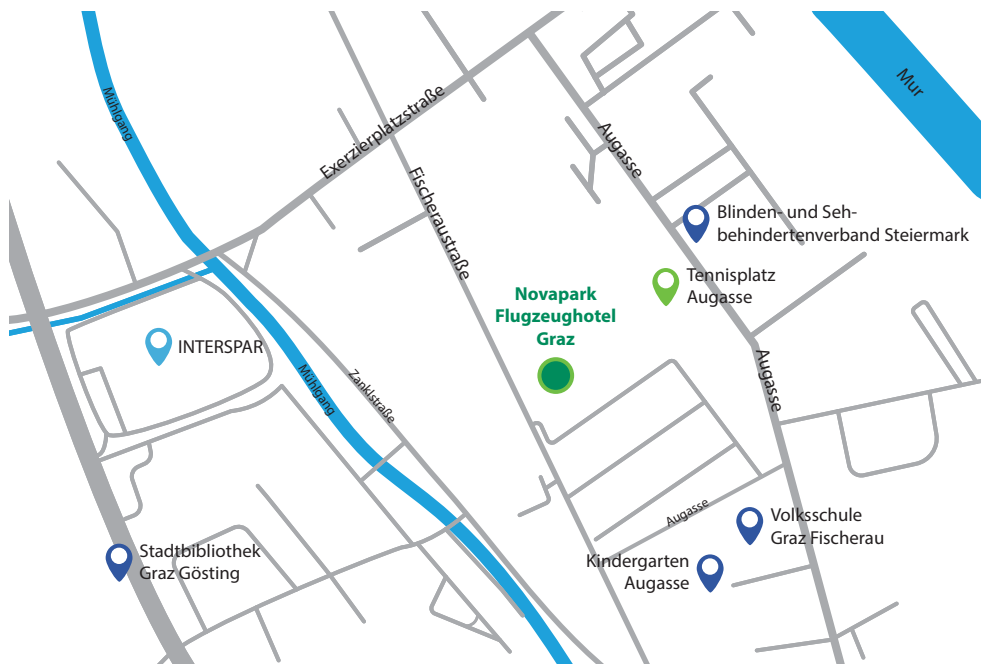 Mur
Mühlgang
Exerzierplatzstraße
Augasse
Fischeraustraße
Blinden- und Seh-
behindertenverband Steiermark
Tennisplatz
Augasse
Novapark
Flugzeughotel
Graz
INTERSPAR
Mühlgang
Zanklstraße
Augasse
Augasse
Volksschule
Graz Fischerau
Kindergarten
Augasse
Stadtbibliothek
Graz Gösting